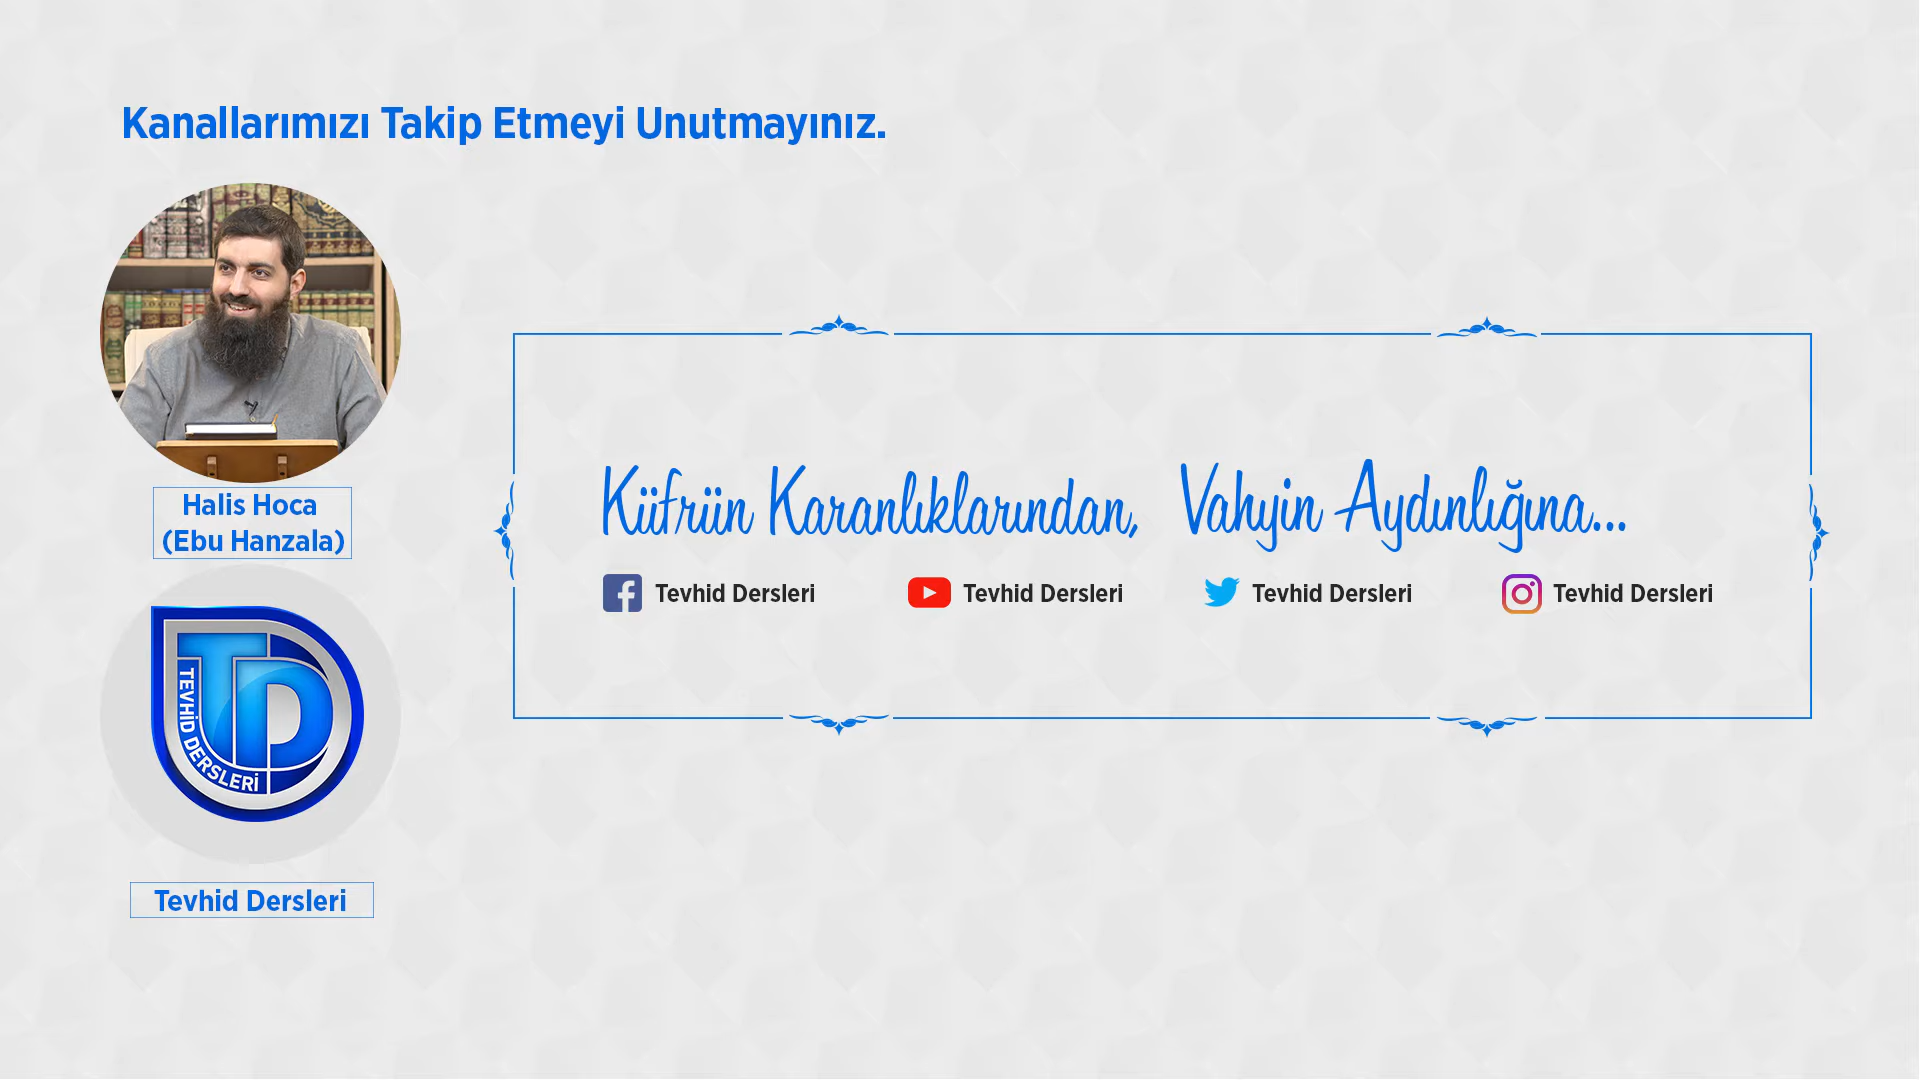 Kanallarımızı Takip Etmeyi Unutmayınız.
Halis Hoca
(Ebu Hanzala)
TD
TEVHİD DERSLERİ
Tevhid Dersleri
Küfrün Karanlıklarından, Vahyin Aydınlığına...
Tevhid Dersleri Tevhid Dersleri Tevhid Dersleri Tevhid Dersleri